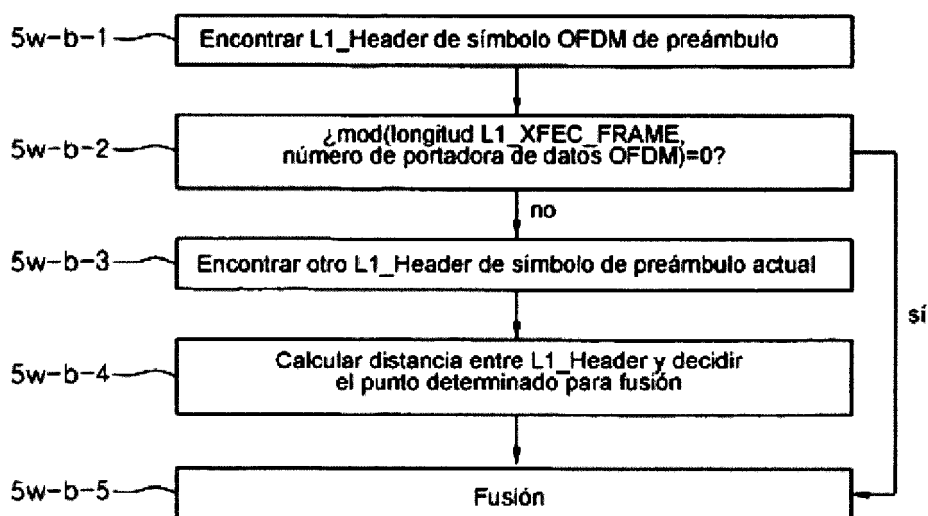 5w-b-1
Encontrar L1_Header de símbolo OFDM de preámbulo
5w-b-2
¿mod(longitud L1_XFEC_FRAME,
número de portadora de datos OFDM)=0?
no
5w-b-3
Encontrar otro L1_Header de símbolo de preámbulo actual
sí
5w-b-4
Calcular distancia entre L1_Header y decidir
el punto determinado para fusión
5w-b-5
Fusión